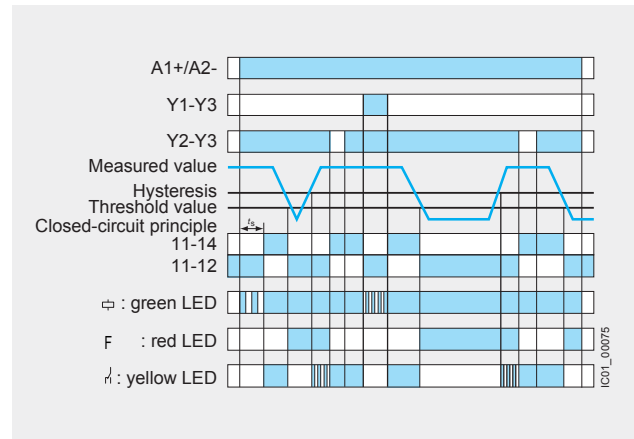 A1+/A2-
Y1-Y3
Y2-Y3
Measured value
Hysteresis
Threshold value
Closed-circuit principle
ts
11-14
11-12
: green LED
F : red LED
: yellow LED
IC01_00075